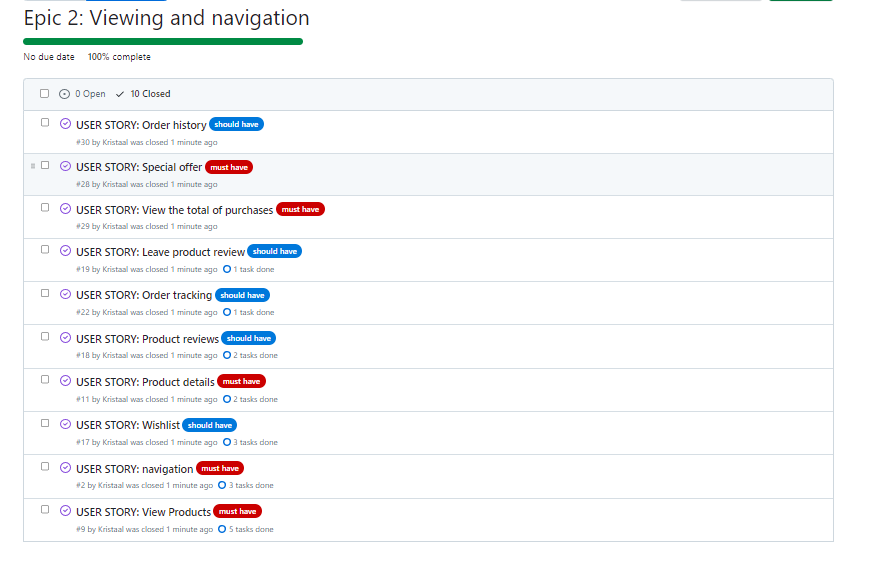 Epic 2: Viewing and navigation
No due date 100% complete
0 Open 10 Closed
USER STORY: Order history should have
#30 by Kristaal was closed 1 minute ago
USER STORY: Special offer must have
#28 by Kristaal was closed 1 minute ago
USER STORY: View the total of purchases must have
#29 by Kristaal was closed 1 minute ago
USER STORY: Leave product review should have
#19 by Kristaal was closed 1 minute ago 1 task done
USER STORY: Order tracking should have
#22 by Kristaal was closed 1 minute ago 1 task done
USER STORY: Product reviews should have
#18 by Kristaal was closed 1 minute ago 2 tasks done
USER STORY: Product details must have
#11 by Kristaal was closed 1 minute ago 2 tasks done
USER STORY: Wishlist should have
#17 by Kristaal was closed 1 minute ago 3 tasks done
USER STORY: navigation must have
#2 by Kristaal was closed 1 minute ago 3 tasks done
USER STORY: View Products must have
#9 by Kristaal was closed 1 minute ago 5 tasks done